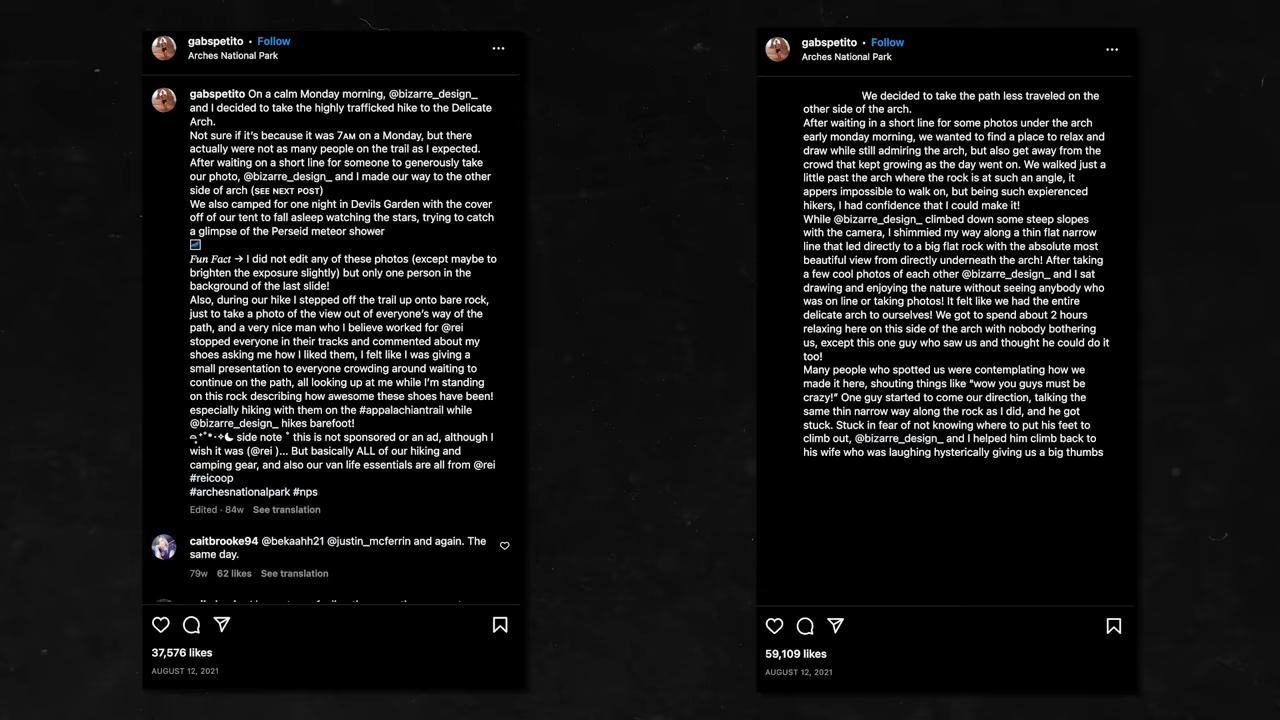 gabspetito • Follow
Arches National Park
gabspetito On a calm Monday morning, @bizarre_design_
and I decided to take the highly trafficked hike to the Delicate
Arch.
Not sure if it's because it was 7ᴀᴍ on a Monday, but there
actually were not as many people on the trail as I expected.
After waiting on a short line for someone to generously take
our photo, @bizarre_design_ and I made our way to the other
side of arch (ꜱᴇᴇ ɴᴇxᴛ ᴘᴏꜱᴛ)
We also camped for one night in Devils Garden with the cover
off of our tent to fall asleep watching the stars, trying to catch
a glimpse of the Perseid meteor shower
𝐹𝑢𝑛 𝐹𝑎𝑐𝑡 → I did not edit any of these photos (except maybe to
brighten the exposure slightly) but only one person in the
background of the last slide!
Also, during our hike I stepped off the trail up onto bare rock,
just to take a photo of the view out of everyone's way of the
path, and a very nice man who I believe worked for @rei
stopped everyone in their tracks and commented about my
shoes asking me how I liked them, I felt like I was giving a
small presentation to everyone crowding around waiting to
continue on the path, all looking up at me while I'm standing
on this rock describing how awesome these shoes have been!
especially hiking with them on the #appalachiantrail while
@bizarre_design_ hikes barefoot!
side note * this is not sponsored or an ad, although I
wish it was (@rei )... But basically ALL of our hiking and
camping gear, and also our van life essentials are all from @rei
#reicoop
#archesnationalpark #nps
Edited · 84w See translation
caitbrooke94 @bekaahh21 @justin_mcferrin and again. The
same day.
79w 62 likes See translation
37,576 likes
AUGUST 12, 2021
gabspetito • Follow
Arches National Park
We decided to take the path less traveled on the
other side of the arch.
After waiting in a short line for some photos under the arch
early monday morning, we wanted to find a place to relax and
draw while still admiring the arch, but also get away from the
crowd that kept growing as the day went on. We walked just a
little past the arch where the rock is at such an angle, it
appers impossible to walk on, but being such expierenced
hikers, I had confidence that I could make it!
While @bizarre_design_ climbed down some steep slopes
with the camera, I shimmied my way along a thin flat narrow
line that led directly to a big flat rock with the absolute most
beautiful view from directly underneath the arch! After taking
a few cool photos of each other @bizarre_design_ and I sat
drawing and enjoying the nature without seeing anybody who
was on line or taking photos! It felt like we had the entire
delicate arch to ourselves! We got to spend about 2 hours
relaxing here on this side of the arch with nobody bothering
us, except this one guy who saw us and thought he could do it
too!
Many people who spotted us were contemplating how we
made it here, shouting things like “wow you guys must be
crazy!” One guy started to come our direction, talking the
same thin narrow way along the rock as I did, and he got
stuck. Stuck in fear of not knowing where to put his feet to
climb out, @bizarre_design_ and I helped him climb back to
his wife who was laughing hysterically giving us a big thumbs
59,109 likes
AUGUST 12, 2021